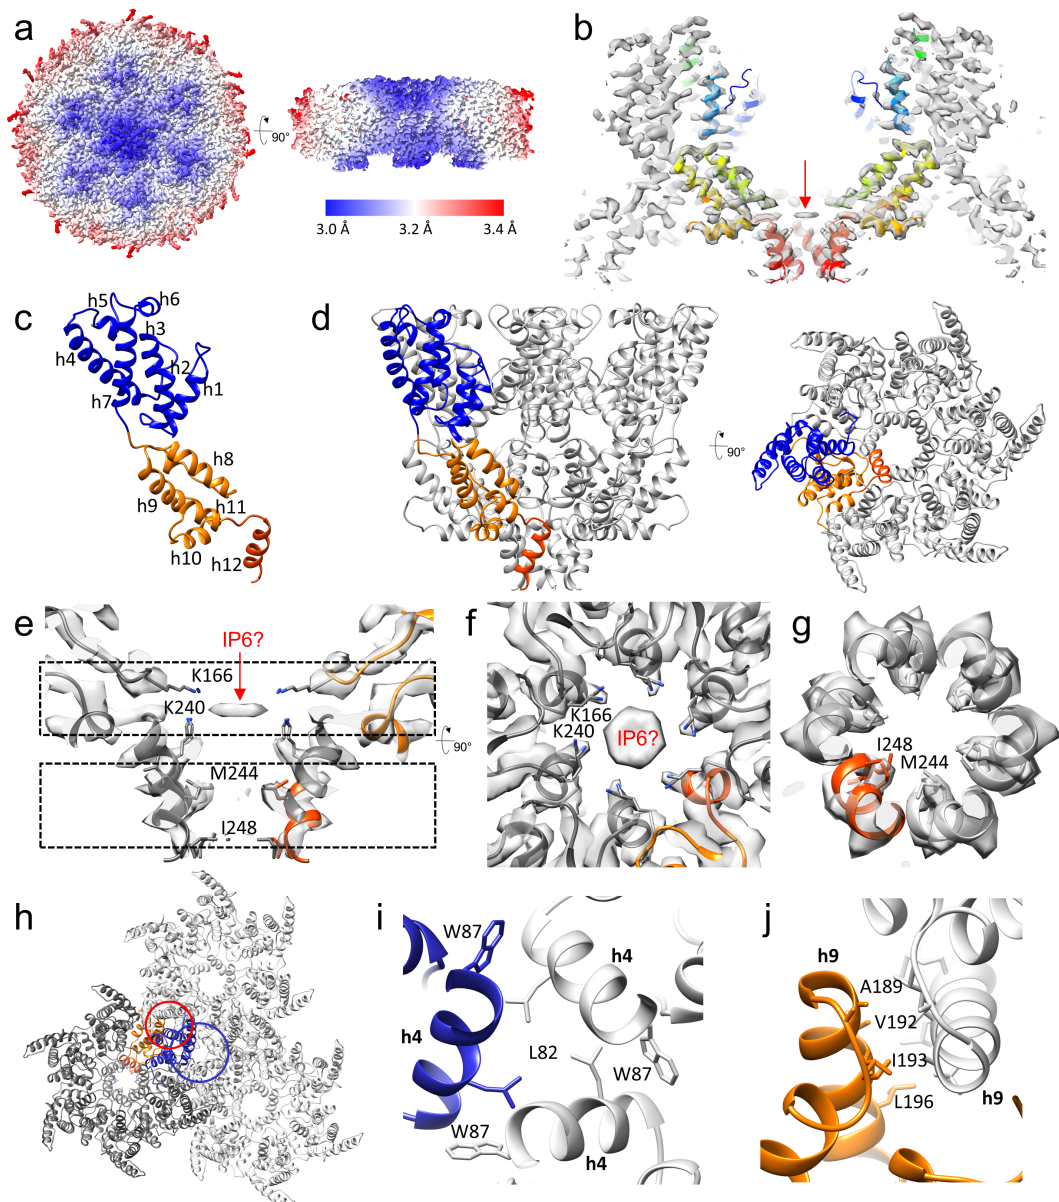 a
90°
3.0 Å 3.2 Å 3.4 Å
b
c
h5 h6
h3
h4
h2
h1
h7
h8
h9
h11
h10
h12
d
90°
e
IP6?
K166
K240
90°
M244
I248
f
K166
K240
IP6?
g
I248
M244
h
i
W87
h4
h4
L82
W87
W87
h4
j
h9
A189
V192
I193
L196
h9